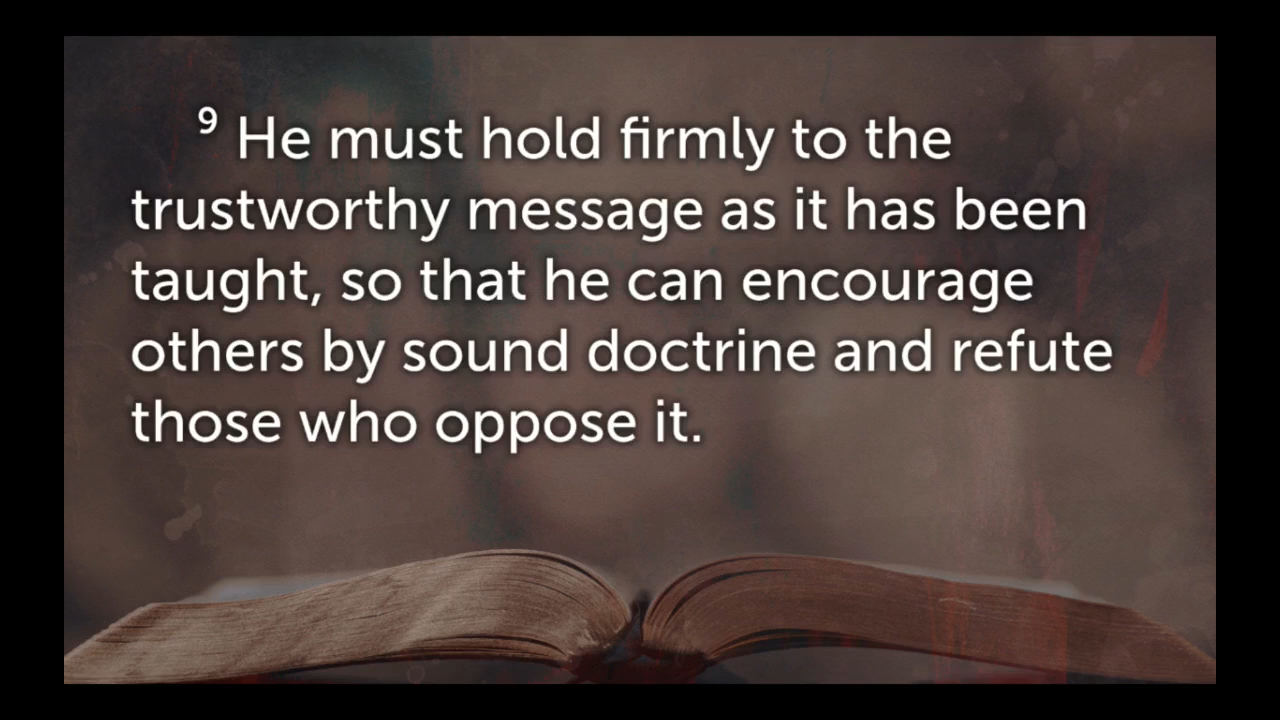 9 He must hold firmly to the
trustworthy message as it has been
taught, so that he can encourage
others by sound doctrine and refute
those who oppose it.